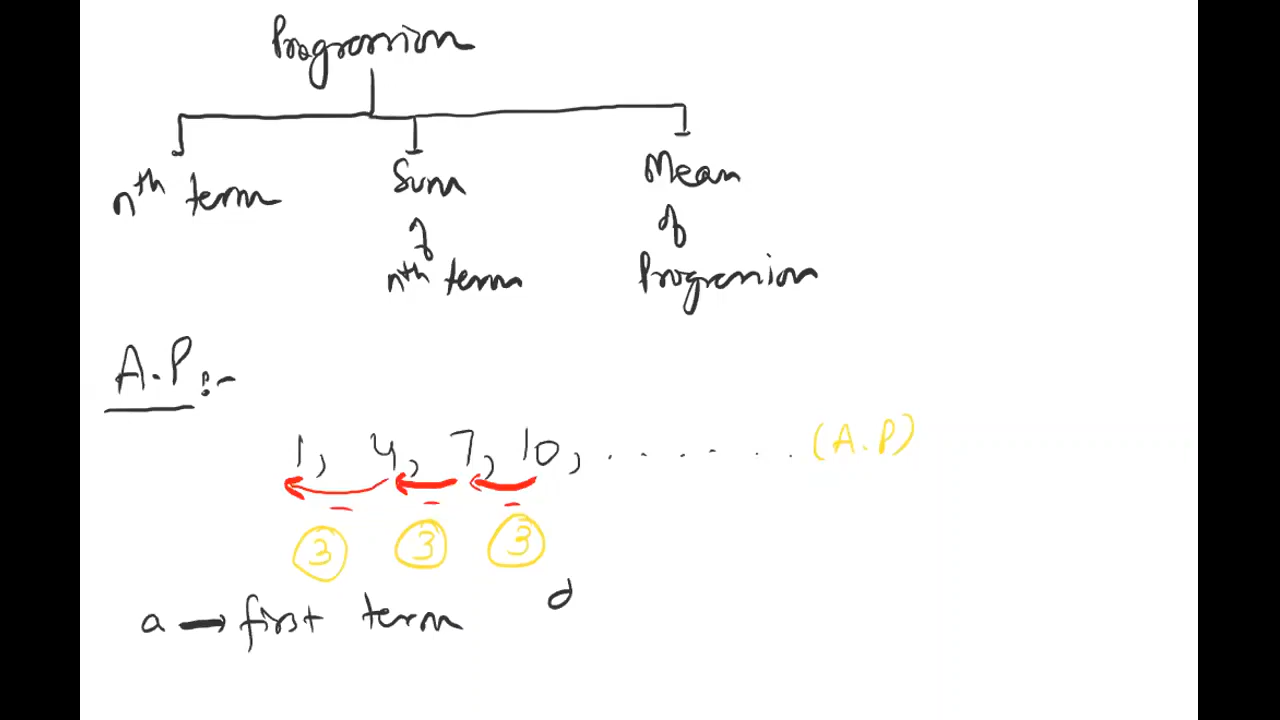 Progression
nth term
Sum
of
nth term
Mean
of
Progression
A.P:-
1, 4, 7, 10, ....... (A.P)
3 3 3
a → first term d